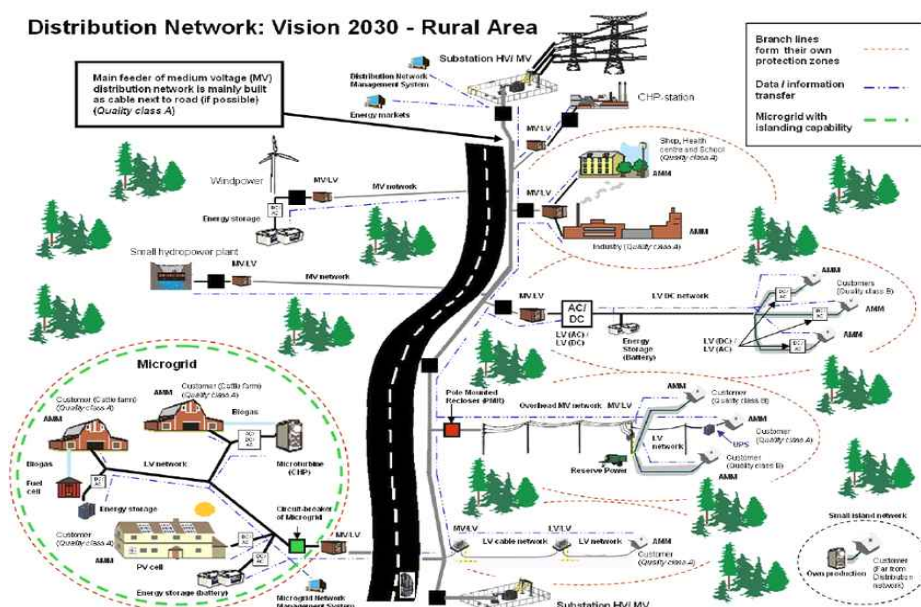 Distribution Network: Vision 2030 - Rural Area
Main feeder of medium voltage (MV)
distribution network is mainly built
as cable next to road (if possible)
(Quality class A)
Substation HV/ MV
Distribution Network
Management System
Energy markets
CHP-station
MV/LV
Branch lines
form their own
protection zones
Data / information
transfer
Microgrid with
islanding capability
Windpower
MV/LV
MV network
DC/
AC
Energy storage
Shop, Health
centre and School
(Quality class A)
AMM
MV/LV
AMM
Industry (Quality class A)
Small hydropower plant
MV/LV
MV network
MV/LV
AC/
DC
LV (AC) /
LV (DC)
LV DC network
Energy
Storage
(Battery)
DC/
AC
AMM
Customers
(Quality class B)
AMM
LV (DC) /
LV (AC)
DC/
AC
AMM
Microgrid
Customer (Cattle farm)
(Quality class A)
AMM
Customer (Cattle farm)
(Quality class A)
AMM
Biogas
LV network
Microturbine
(CHP)
Biogas
Fuel
cell
Energy storage
Circuit-breaker
of Microgrid
MV/LV
Customer
(Quality class A)
AMM
PV cell
Energy storage (battery)
Microgrid Network
Management System
Pole Mounted
Recloser (PMR)
Overhead MV network
MV/LV
AMM
Customer
(Quality class B)
AMM
LV
network
Customer
(Quality class A)
UPS
Reserve Power
Customer
(Quality class B)
AMM
MV/LV
LV cable network
LV/LV
LV network
AMM
Customer
(Quality class A)
Substation HV/ MV
Small island network
Own production
Customer
(Far from
Distribution
network)